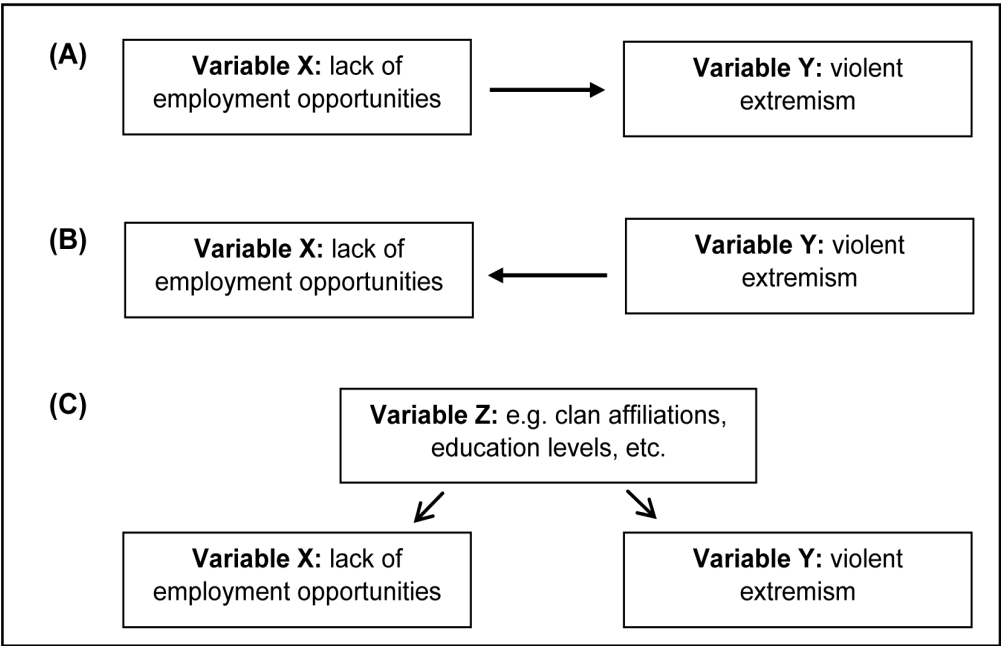 (A)
Variable X: lack of
employment opportunities
Variable Y: violent
extremism
(B)
Variable X: lack of
employment opportunities
Variable Y: violent
extremism
(C)
Variable Z: e.g. clan affiliations,
education levels, etc.
Variable X: lack of
employment opportunities
Variable Y: violent
extremism